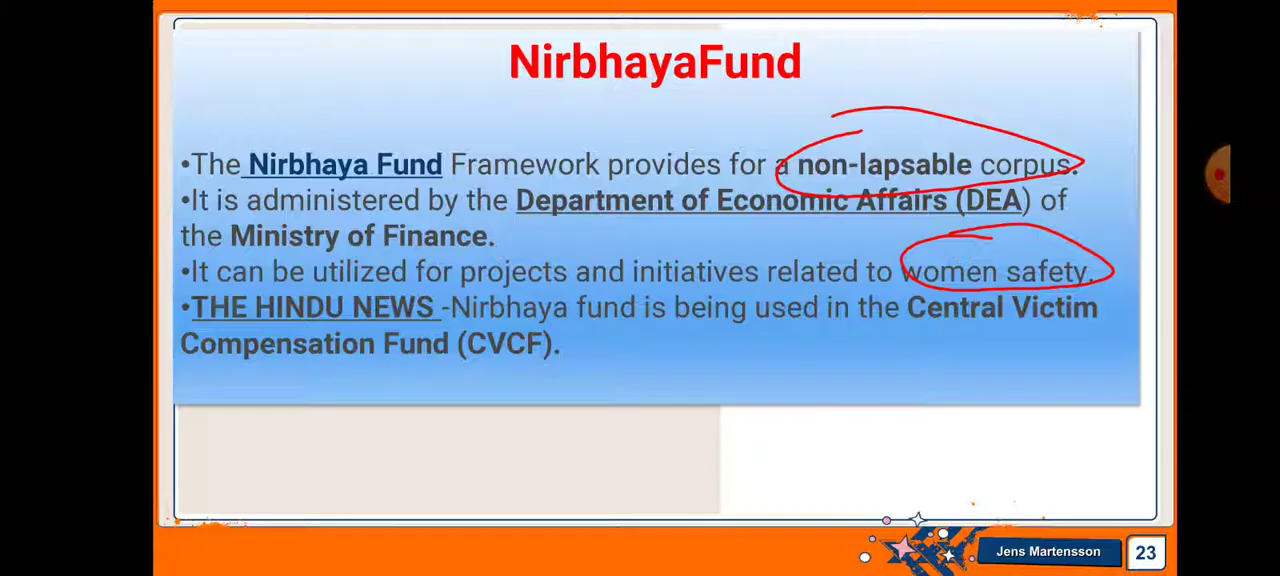 NirbhayaFund
•The Nirbhaya Fund Framework provides for a non-lapsable corpus.
•It is administered by the Department of Economic Affairs (DEA) of
the Ministry of Finance.
•It can be utilized for projects and initiatives related to women safety.
•THE HINDU NEWS -Nirbhaya fund is being used in the Central Victim
Compensation Fund (CVCF).
Jens Martensson
23